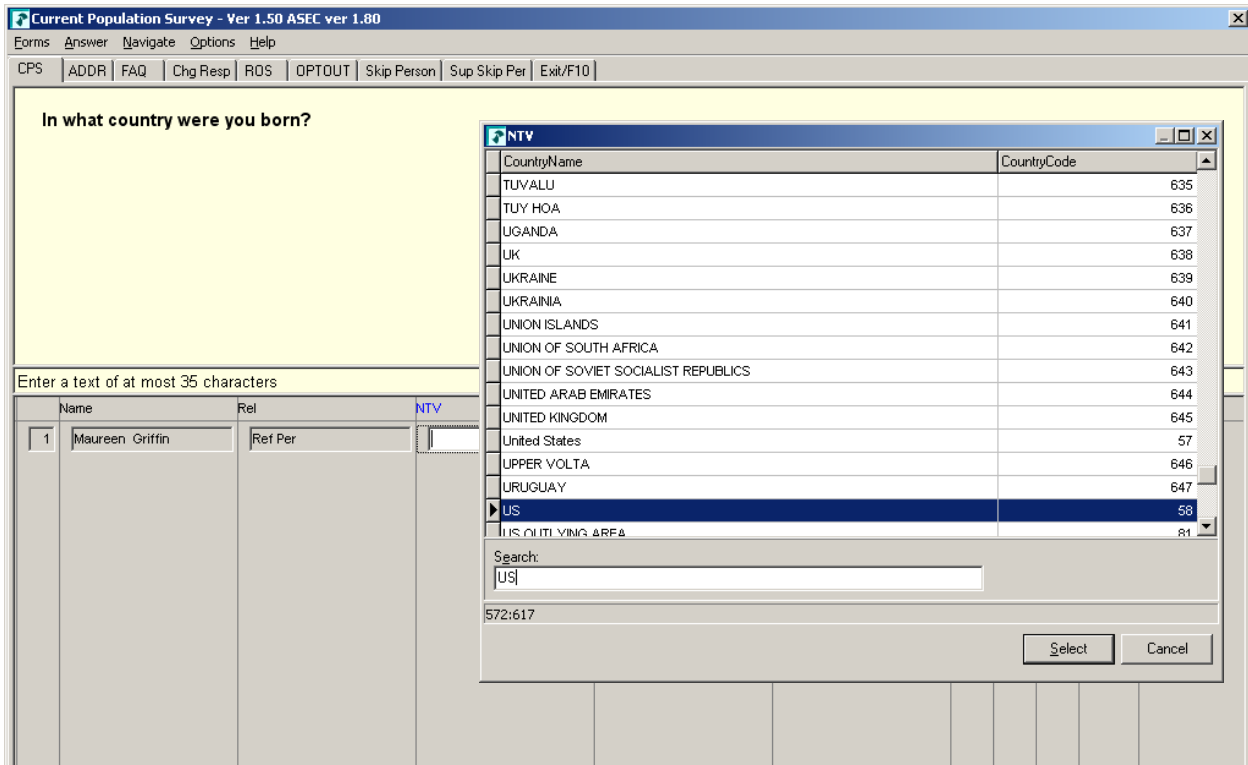 Current Population Survey - Ver 1.50 ASEC ver 1.80
Forms Answer Navigate Options Help
CPS ADDR FAQ Chg Resp ROS OPTOUT Skip Person Sup Skip Per Exit/F10
In what country were you born?
NTV
CountryName CountryCode
TUVALU 635
TUY HOA 636
UGANDA 637
UK 638
UKRAINE 639
UKRAINIA 640
UNION ISLANDS 641
UNION OF SOUTH AFRICA 642
UNION OF SOVIET SOCIALIST REPUBLICS 643
UNITED ARAB EMIRATES 644
UNITED KINGDOM 645
United States 57
UPPER VOLTA 646
URUGUAY 647
US 58
US OUTLYING AREA 81
Search:
US
572:617
Select Cancel
Enter a text of at most 35 characters
Name Rel NTV
1 Maureen Griffin Ref Per